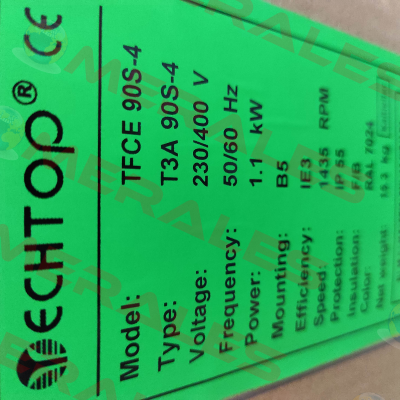 TECHTOP® CE
Model: TFCE 90S-4
Type: T3A 90S-4
Voltage: 230/400 V
Frequency: 50/60 Hz
Power: 1.1 kW
Mounting: B5
Efficiency: IE3
Speed: 1435 RPM
Protection: IP 55
Insulation: F/B
Color: RAL 7024
Net weight: kg
MERALES